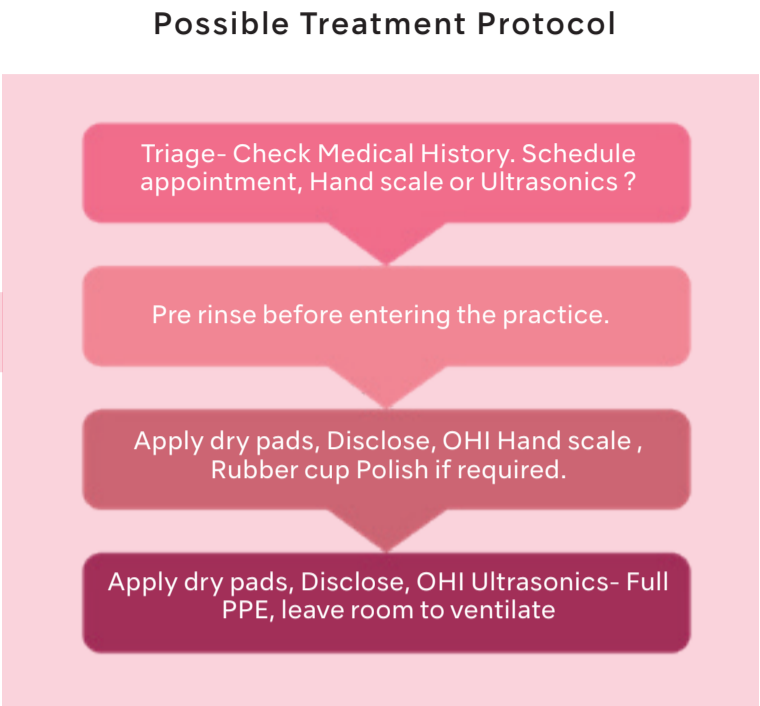 Possible Treatment Protocol
Triage- Check Medical History. Schedule
appointment, Hand scale or Ultrasonics ?
Pre rinse before entering the practice.
Apply dry pads, Disclose, OHI Hand scale ,
Rubber cup Polish if required.
Apply dry pads, Disclose, OHI Ultrasonics- Full
PPE, leave room to ventilate